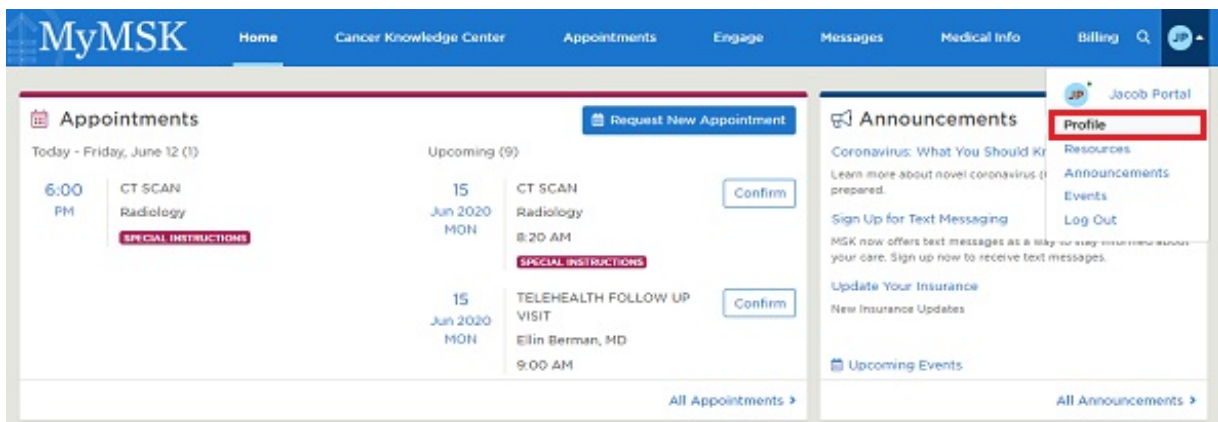 MyMSK
Home
Cancer Knowledge Center
Appointments
Engage
Messages
Medical Info
Billing
JP
JP
Jacob Portal
Profile
Resources
Announcements
Events
Log Out
Appointments
Request New Appointment
Today - Friday, June 12 (1)
6:00
PM
CT SCAN
Radiology
SPECIAL INSTRUCTIONS
Upcoming (9)
15
Jun 2020
MON
CT SCAN
Radiology
8:20 AM
SPECIAL INSTRUCTIONS
Confirm
15
Jun 2020
MON
TELEHEALTH FOLLOW UP
VISIT
Ellin Berman, MD
9:00 AM
Confirm
All Appointments
Announcements
Coronavirus: What You Should
Learn more about novel coronavirus
prepared.
Sign Up for Text Messaging
MSK now offers text messages as a way to stay informed about
your care. Sign up now to receive text messages.
Update Your Insurance
New Insurance Updates
Upcoming Events
All Announcements